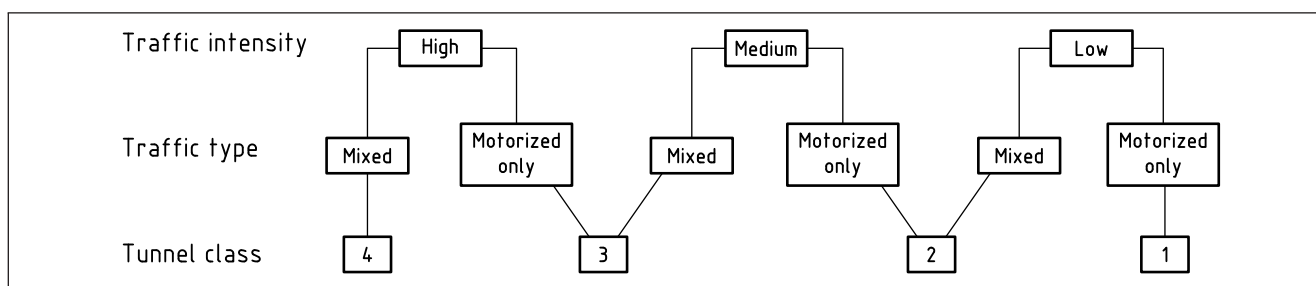 Traffic intensity
High
Medium
Low
Traffic type
Mixed
Motorized
only
Mixed
Motorized
only
Mixed
Motorized
only
Tunnel class
4
3
2
1